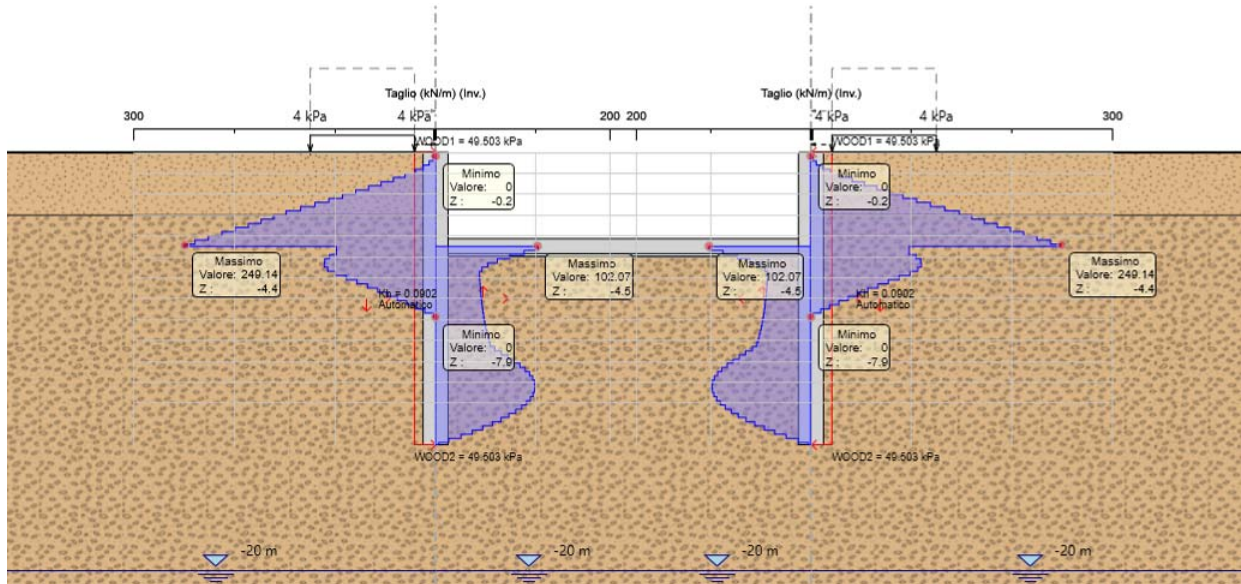 Taglio (kN/m) (Inv.)
Taglio (kN/m) (Inv.)
300
4 kPa
4 kPa
200
200
4 kPa
4 kPa
300
WOOD1 = 49.503 kPa
WOOD1 = 49.503 kPa
Minimo
Valore: 0
Z : -0.2
Minimo
Valore: 0
Z : -0.2
Massimo
Valore: 249.14
Z : -4.4
Massimo
Valore: 102.07
Z : -4.5
Massimo
Valore: 102.07
Z : -4.5
Massimo
Valore: 249.14
Z : -4.4
Kh = 0.0902
Automatico
Kh = 0.0902
Automatico
Minimo
Valore: 0
Z : -7.9
Minimo
Valore: 0
Z : -7.9
WOOD2 = 49.503 kPa
WOOD2 = 49.503 kPa
-20 m
-20 m
-20 m
-20 m